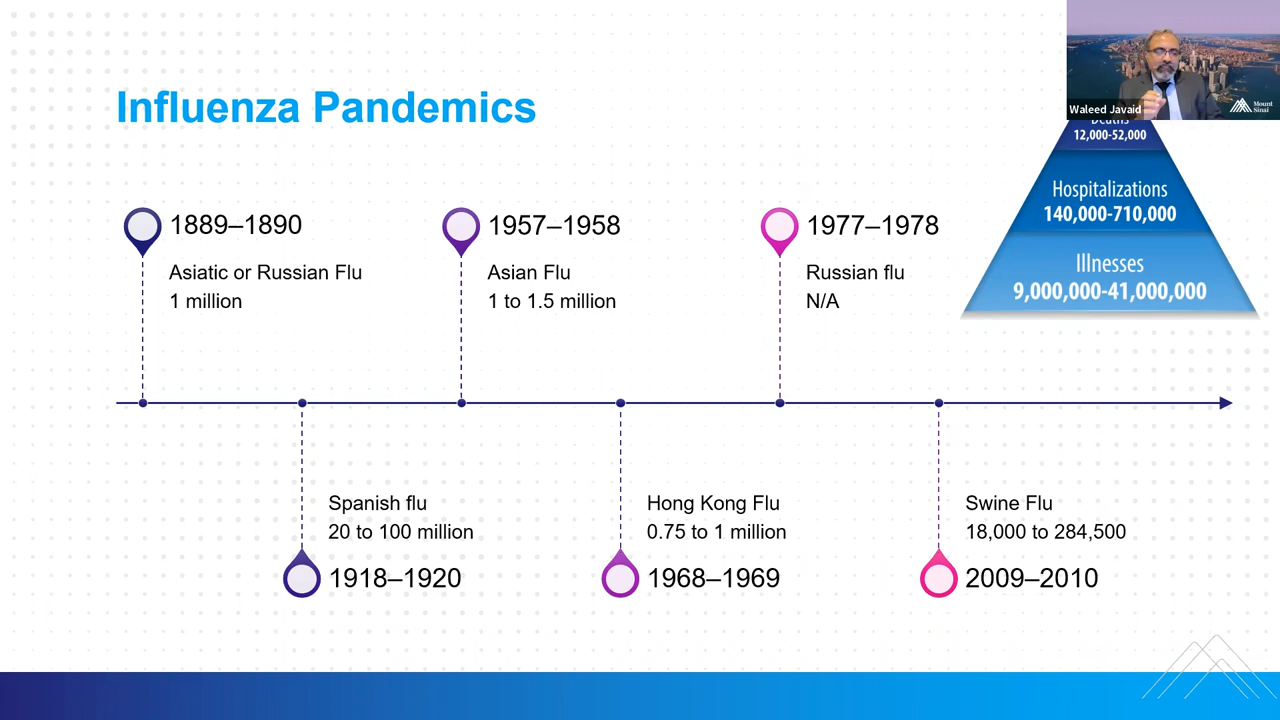 Influenza Pandemics
Waleed Javaid
Mount
Sinai
Deaths
12,000-52,000
Hospitalizations
140,000-710,000
Illnesses
9,000,000-41,000,000
1889–1890
Asiatic or Russian Flu
1 million
1957–1958
Asian Flu
1 to 1.5 million
1977–1978
Russian flu
N/A
Spanish flu
20 to 100 million
1918–1920
Hong Kong Flu
0.75 to 1 million
1968–1969
Swine Flu
18,000 to 284,500
2009–2010